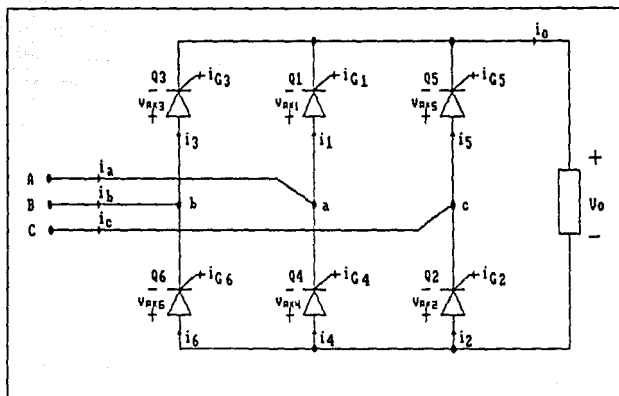 i₀
Q3 iG3 Q1 iG1 Q5 iG5
- - -
VAK3 VAK1 VAK5
+ + +
i3 i1 i5
A ia
B ib b a c
C ic
+
Vo
-
Q6 iG6 Q4 iG4 Q2 iG2
- - -
VAK6 VAK4 VAK2
+ + +
i6 i4 i2